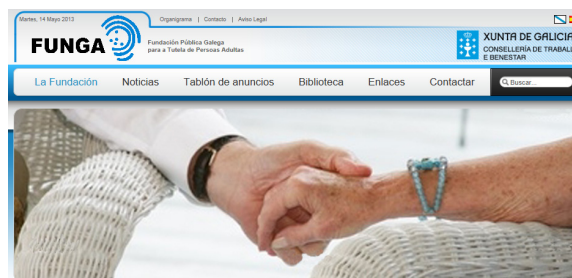 Martes, 14 Mayo 2013
Organigrama | Contacto | Aviso Legal
FUNGA
Fundación Pública Galega
para a Tutela de Persoas Adultas
XUNTA DE GALICIA
CONSELLERÍA DE TRABALL
E BENESTAR
La Fundación Noticias Tablón de anuncios Biblioteca Enlaces Contactar Buscar...